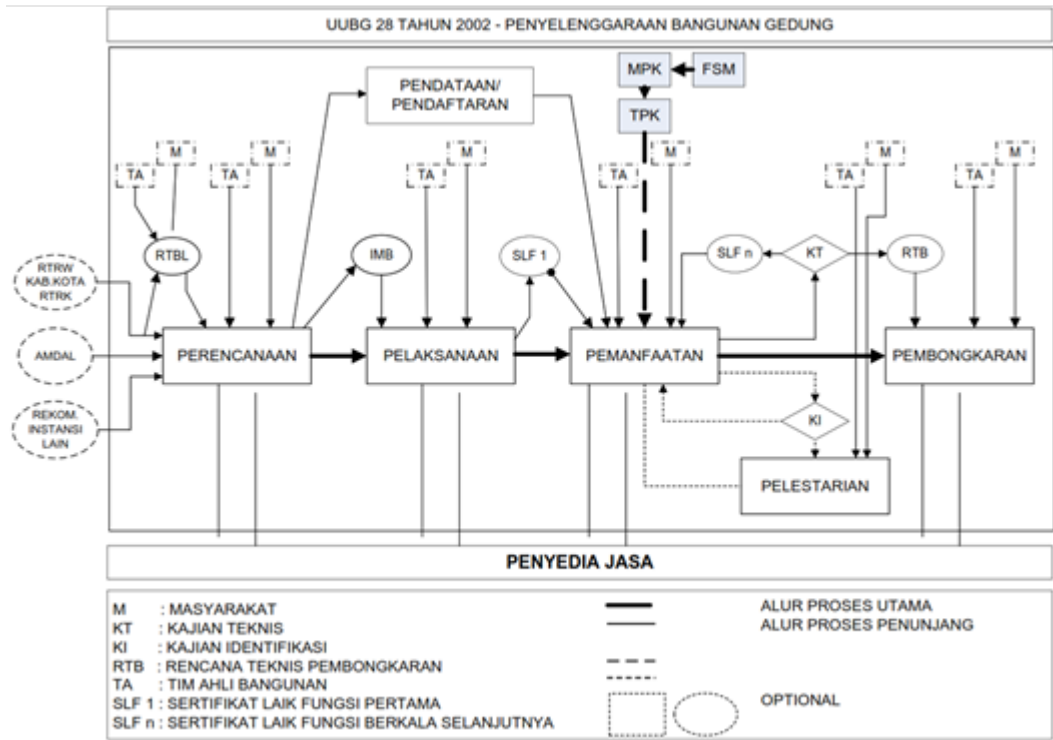 UUBG 28 TAHUN 2002 - PENYELENGGARAAN BANGUNAN GEDUNG
MPK
FSM
PENDATAAN/
PENDAFTARAN
TPK
M
TA
TA
M
TA
M
TA
M
TA
M
TA
M
RTBL
IMB
SLF 1
SLF n
KT
RTB
RTRW
KAB.KOTA
RTRK
AMDAL
REKOM.
INSTANSI
LAIN
PERENCANAAN
PELAKSANAAN
PEMANFAATAN
PEMBONGKARAN
KI
PELESTARIAN
PENYEDIA JASA
M : MASYARAKAT
KT : KAJIAN TEKNIS
KI : KAJIAN IDENTIFIKASI
RTB : RENCANA TEKNIS PEMBONGKARAN
TA : TIM AHLI BANGUNAN
SLF 1 : SERTIFIKAT LAIK FUNGSI PERTAMA
SLF n : SERTIFIKAT LAIK FUNGSI BERKALA SELANJUTNYA
ALUR PROSES UTAMA
ALUR PROSES PENUNJANG
OPTIONAL